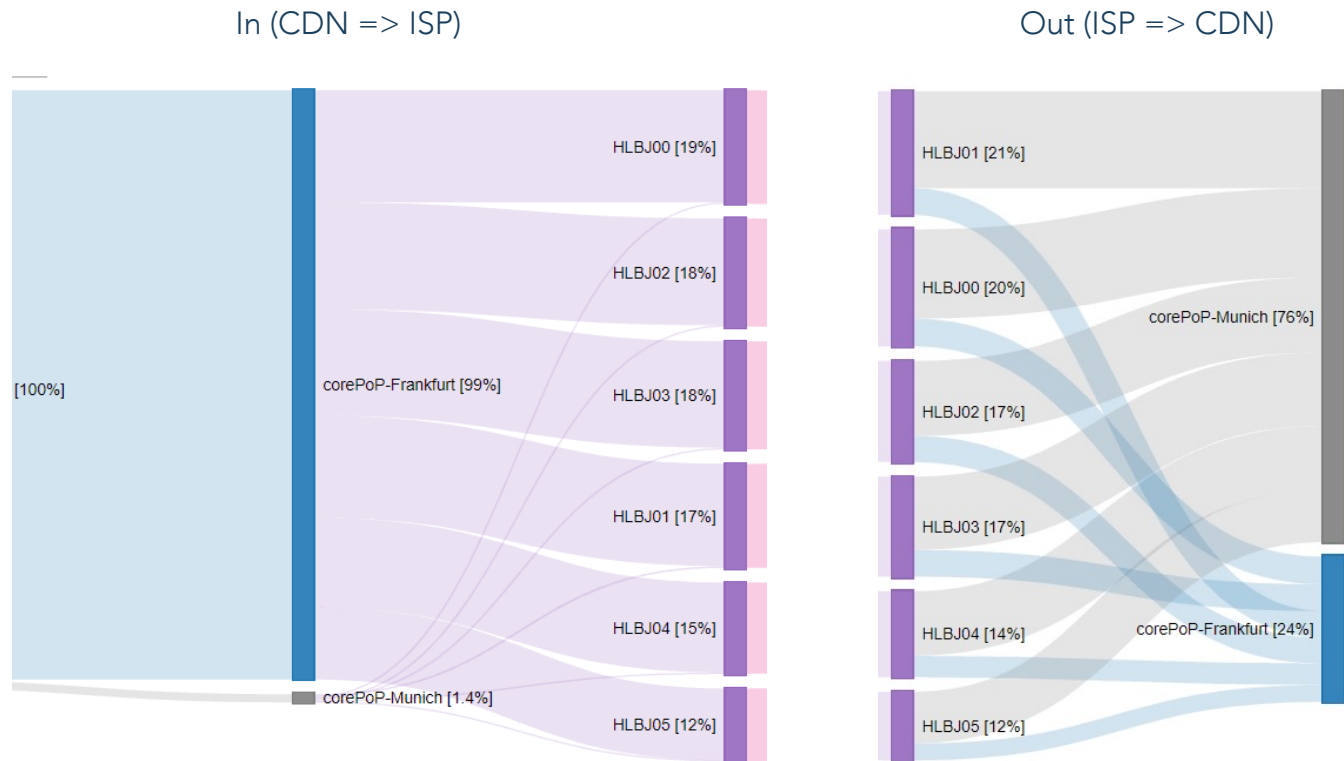 In (CDN => ISP)
[100%]
corePoP-Frankfurt [99%]
corePoP-Munich [1.4%]
HLBJ00 [19%]
HLBJ02 [18%]
HLBJ03 [18%]
HLBJ01 [17%]
HLBJ04 [15%]
HLBJ05 [12%]
Out (ISP => CDN)
HLBJ01 [21%]
HLBJ00 [20%]
HLBJ02 [17%]
HLBJ03 [17%]
HLBJ04 [14%]
HLBJ05 [12%]
corePoP-Munich [76%]
corePoP-Frankfurt [24%]